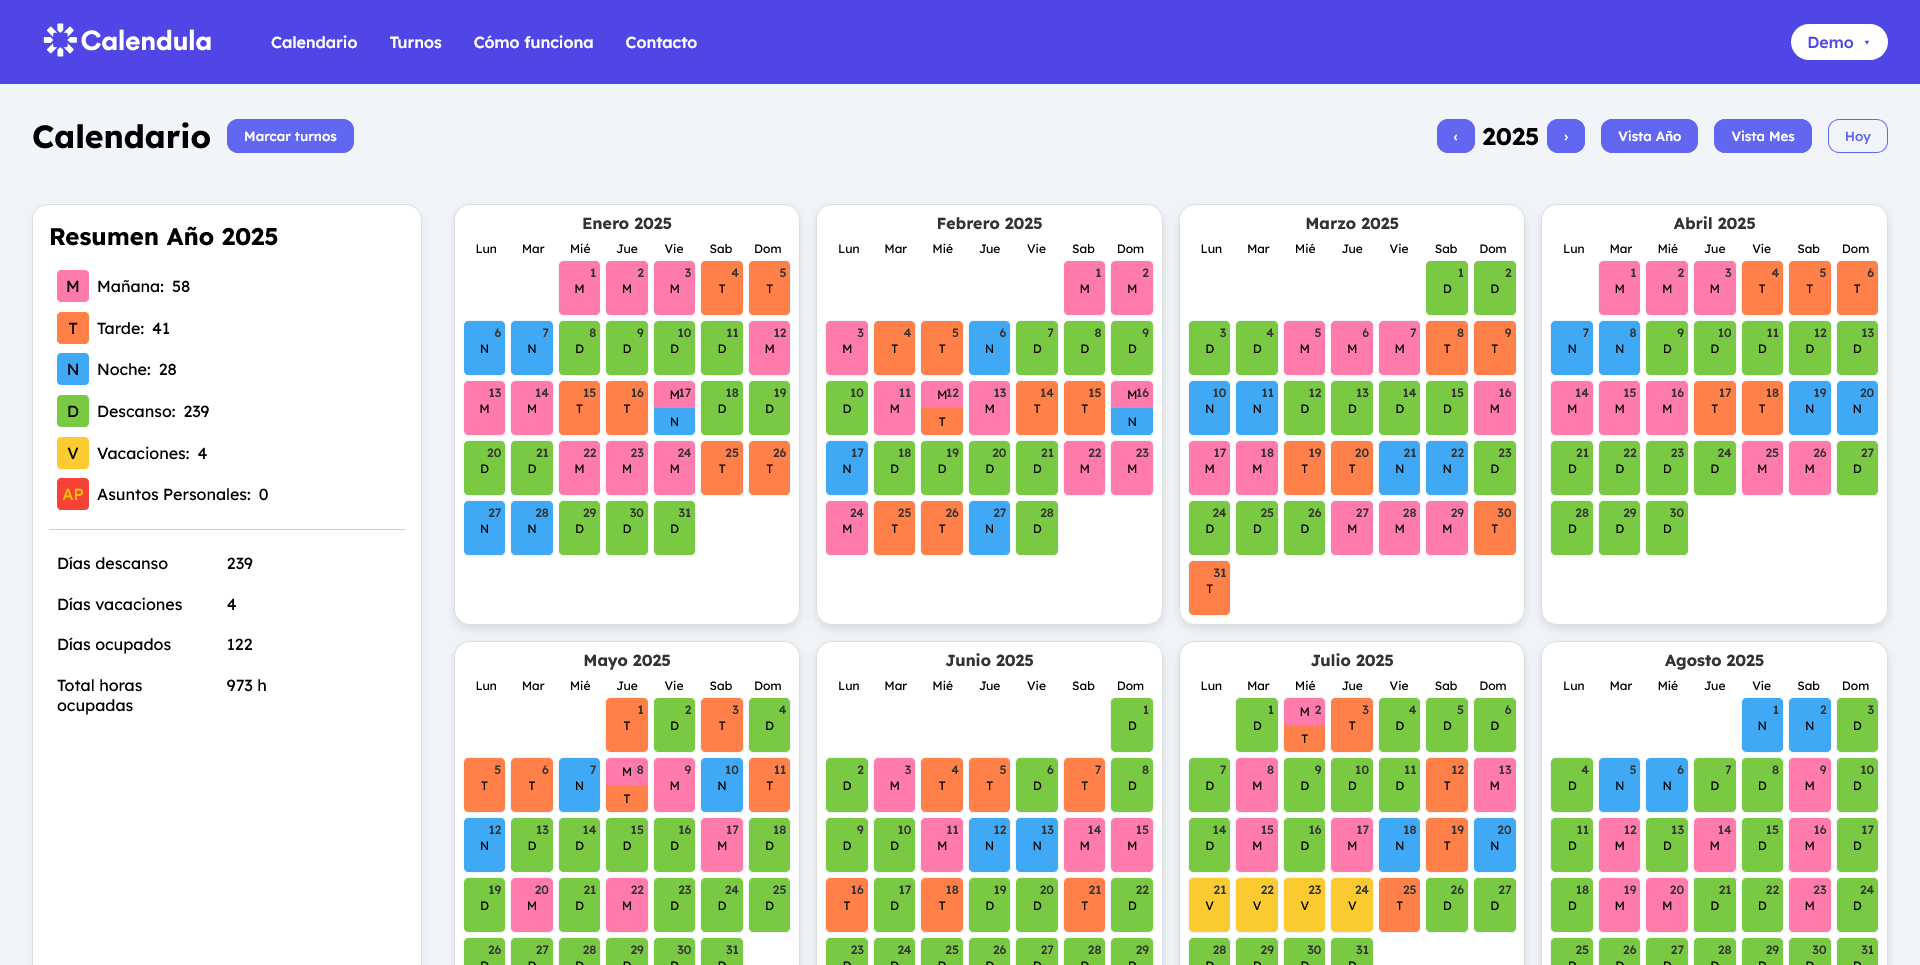 Calendula
Calendario Turnos Cómo funciona Contacto
Demo
Calendario
Marcar turnos
‹ 2025 ›
Vista Año
Vista Mes
Hoy
Resumen Año 2025
M Mañana: 58
T Tarde: 41
N Noche: 28
D Descanso: 239
V Vacaciones: 4
AP Asuntos Personales: 0
Días descanso 239
Días vacaciones 4
Días ocupados 122
Total horas ocupadas 973 h
Enero 2025
Lun Mar Mié Jue Vie Sab Dom
1 M 2 M 3 M 4 T 5 T
6 N 7 N 8 D 9 D 10 D 11 D 12 M
13 M 14 M 15 T 16 T M 17 N 18 D 19 D
20 D 21 D 22 M 23 M 24 M 25 T 26 T
27 N 28 N 29 D 30 D 31 D
Febrero 2025
Lun Mar Mié Jue Vie Sab Dom
1 M 2 M
3 M 4 T 5 T 6 N 7 D 8 D 9 D
10 D 11 M M 12 T 13 M 14 T 15 T M 16 N
17 N 18 D 19 D 20 D 21 D 22 M 23 M
24 M 25 T 26 T 27 N 28 D
Marzo 2025
Lun Mar Mié Jue Vie Sab Dom
1 D 2 D
3 D 4 D 5 M 6 M 7 M 8 T 9 T
10 N 11 N 12 D 13 D 14 D 15 D 16 M
17 M 18 M 19 T 20 T 21 N 22 N 23 D
24 D 25 D 26 D 27 M 28 M 29 M 30 T
31 T
Abril 2025
Lun Mar Mié Jue Vie Sab Dom
1 M 2 M 3 M 4 T 5 T 6 T
7 N 8 N 9 D 10 D 11 D 12 D 13 D
14 M 15 M 16 M 17 T 18 T 19 N 20 N
21 D 22 D 23 D 24 D 25 M 26 M 27 D
28 D 29 D 30 D
Mayo 2025
Lun Mar Mié Jue Vie Sab Dom
1 T 2 D 3 T 4 D
5 T 6 T 7 N M 8 T 9 M 10 N 11 T
12 N 13 D 14 D 15 D 16 D 17 M 18 D
19 D 20 M 21 D 22 M 23 D 24 D 25 D
26 27 28 29 30 31
Junio 2025
Lun Mar Mié Jue Vie Sab Dom
1 D
2 D 3 M 4 T 5 T 6 D 7 T 8 D
9 D 10 D 11 M 12 N 13 N 14 M 15 M
16 T 17 D 18 T 19 D 20 D 21 T 22 D
23 24 25 26 27 28 29
Julio 2025
Lun Mar Mié Jue Vie Sab Dom
1 D M 2 T 3 T 4 D 5 D 6 D
7 D 8 M 9 D 10 D 11 D 12 T 13 M
14 D 15 M 16 D 17 M 18 N 19 T 20 N
21 V 22 V 23 V 24 V 25 T 26 D 27 D
28 29 30 31
Agosto 2025
Lun Mar Mié Jue Vie Sab Dom
1 N 2 N 3 D
4 D 5 N 6 N 7 D 8 D 9 M 10 D
11 D 12 M 13 D 14 M 15 D 16 M 17 D
18 D 19 M 20 M 21 D 22 D 23 M 24 D
25 26 27 28 29 30 31